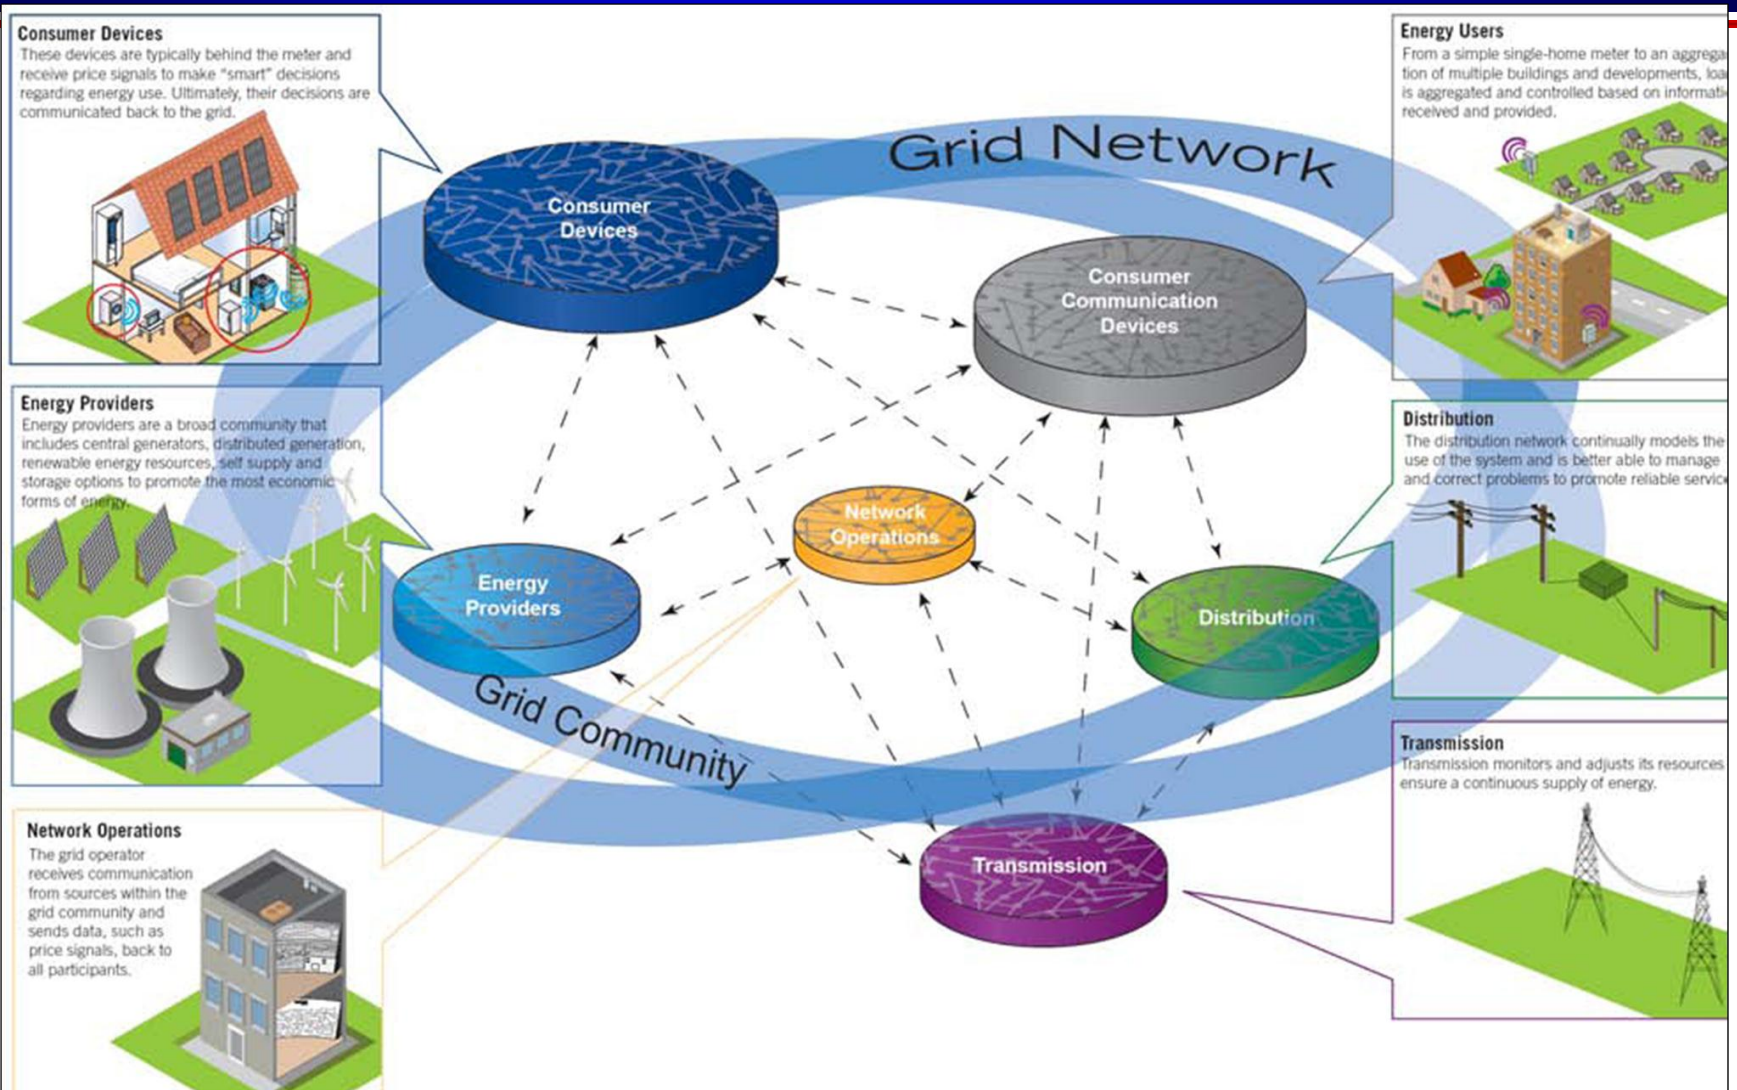 Consumer Devices
These devices are typically behind the meter and
receive price signals to make “smart” decisions
regarding energy use. Ultimately, their decisions are
communicated back to the grid.
Energy Providers
Energy providers are a broad community that
includes central generators, distributed generation,
renewable energy resources, self supply and
storage options to promote the most economic
forms of energy.
Network Operations
The grid operator
receives communication
from sources within the
grid community and
sends data, such as
price signals, back to
all participants.
Grid Network
Consumer
Devices
Consumer
Communication
Devices
Network
Operations
Energy
Providers
Distribution
Grid Community
Transmission
Energy Users
From a simple single-home meter to an aggrega
tion of multiple buildings and developments, loa
is aggregated and controlled based on informati
received and provided.
Distribution
The distribution network continually models the
use of the system and is better able to manage
and correct problems to promote reliable service
Transmission
Transmission monitors and adjusts its resources
ensure a continuous supply of energy.